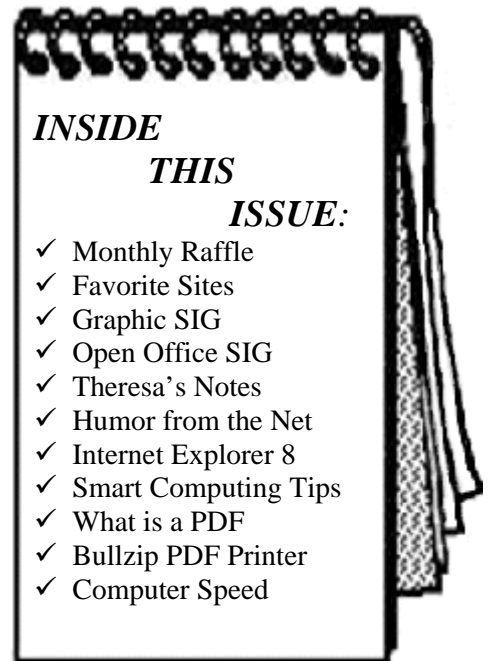 INSIDE
THIS
ISSUE:
✓ Monthly Raffle
✓ Favorite Sites
✓ Graphic SIG
✓ Open Office SIG
✓ Theresa’s Notes
✓ Humor from the Net
✓ Internet Explorer 8
✓ Smart Computing Tips
✓ What is a PDF
✓ Bullzip PDF Printer
✓ Computer Speed